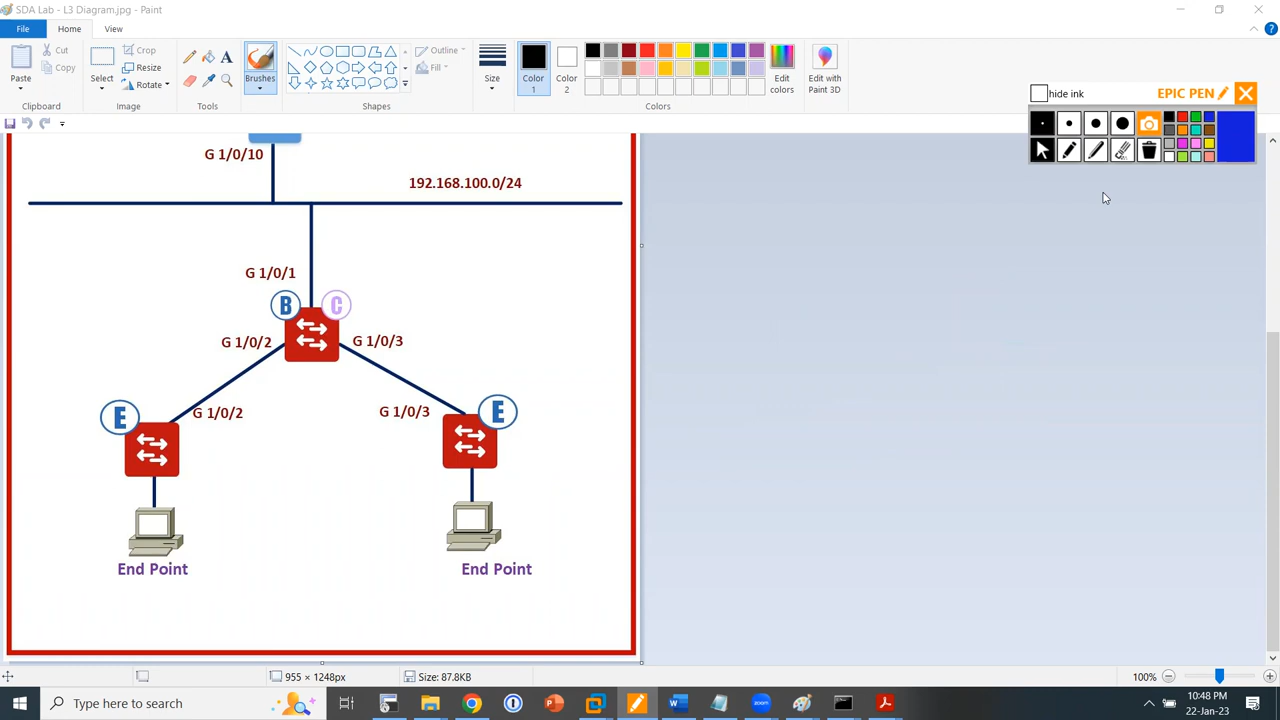 SDA Lab - L3 Diagram.jpg - Paint
File Home View
Paste
Cut
Copy
Clipboard
Select
Crop
Resize
Rotate
Image
A
Tools
Brushes
Outline
Fill
Shapes
Size
Color
1
Color
2
Edit
colors
Colors
Edit with
Paint 3D
hide ink
EPIC PEN
G 1/0/10
192.168.100.0/24
G 1/0/1
B C
G 1/0/2 G 1/0/3
G 1/0/2 G 1/0/3
E E
End Point End Point
955 × 1248px
Size: 87.8KB
100%
Type here to search
zoom
10:48 PM
22-Jan-23